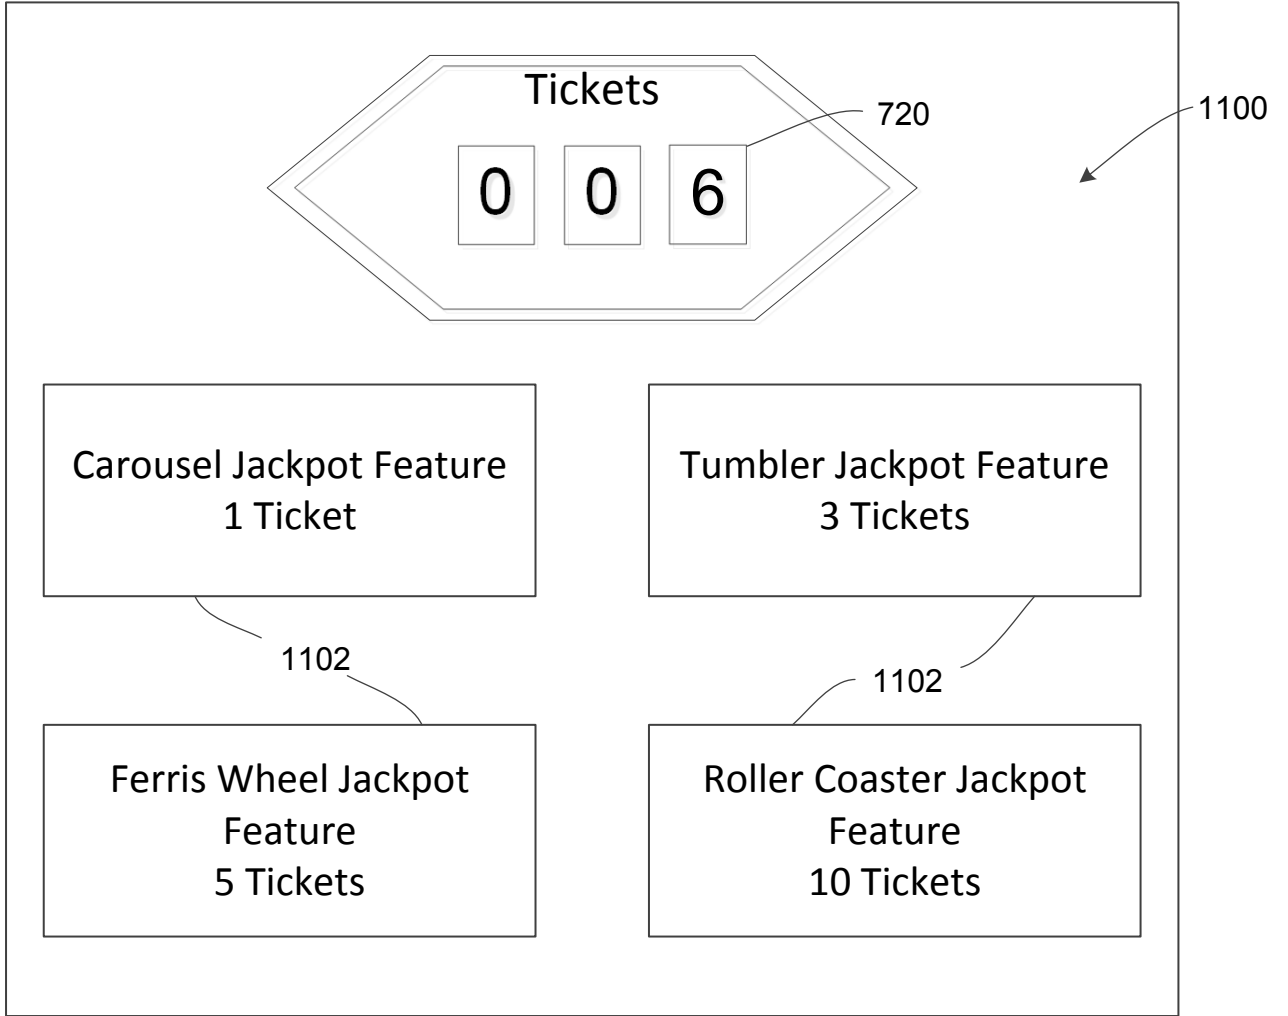 Tickets
720
1100
0 0 6
Carousel Jackpot Feature
1 Ticket
Tumbler Jackpot Feature
3 Tickets
1102
1102
Ferris Wheel Jackpot
Feature
5 Tickets
Roller Coaster Jackpot
Feature
10 Tickets